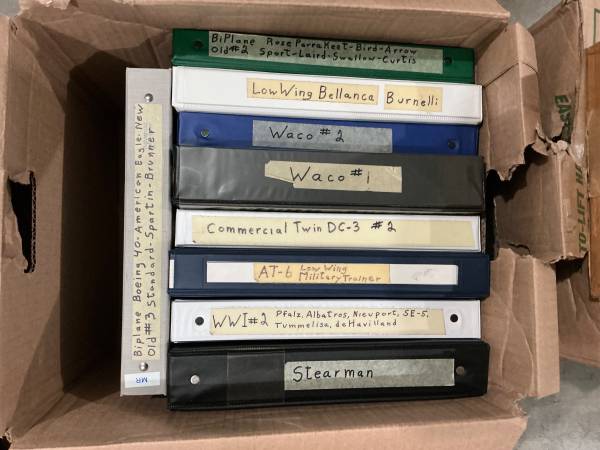 BiPlane Rose Parrakeet-Bird-Arrow
Old#2 Sport-Laird-Swallow-Curtis
LowWing Bellanca Burnelli
Waco #2
Waco #1
Commercial Twin DC-3 #2
AT-6 Low Wing
Military Trainer
WWI#2 Pfalz, Albatros, Nieuport, SE-5,
Tummelisa, deHavilland
Stearman
Biplane Boeing 40-American Eagle-New
Old #3 Standard-Spartin-Brunner
MR